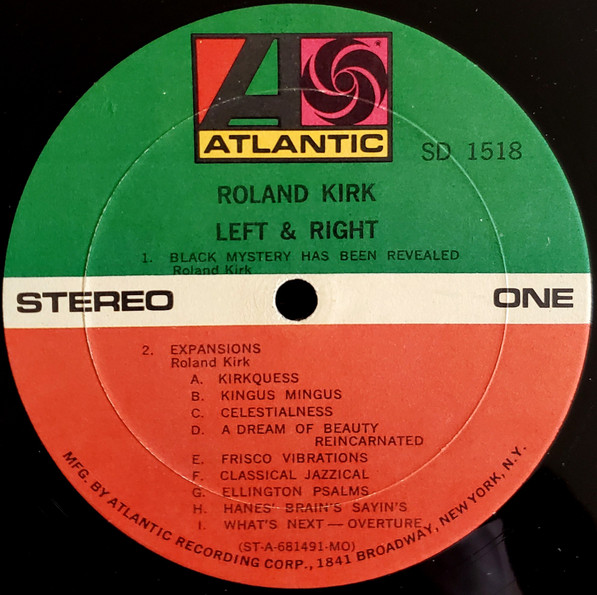 ATLANTIC
SD 1518
ROLAND KIRK
LEFT & RIGHT
1. BLACK MYSTERY HAS BEEN REVEALED
Roland Kirk
STEREO
ONE
2. EXPANSIONS
Roland Kirk
A. KIRKQUESS
B. KINGUS MINGUS
C. CELESTIALNESS
D. A DREAM OF BEAUTY
REINCARNATED
E. FRISCO VIBRATIONS
F. CLASSICAL JAZZICAL
G. ELLINGTON PSALMS
H. HANES' BRAIN'S SAYIN'S
I. WHAT'S NEXT — OVERTURE
(ST-A-681491-MO)
MFG. BY ATLANTIC RECORDING CORP., 1841 BROADWAY, NEW YORK, N.Y.